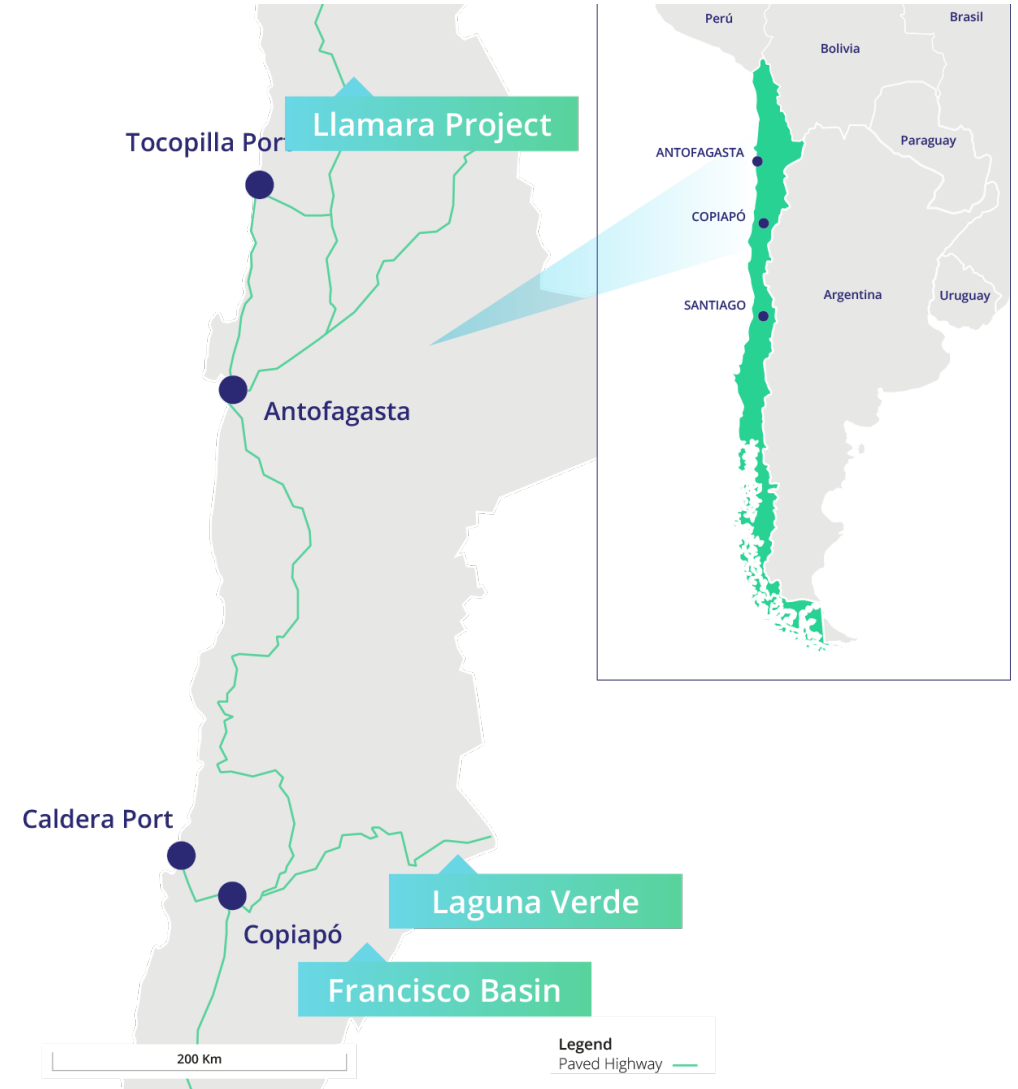 Perú
Brasil
Bolivia
Llamara Project
Tocopilla Port
Paraguay
ANTOFAGASTA
COPIAPÓ
Argentina
Uruguay
SANTIAGO
Antofagasta
Caldera Port
Laguna Verde
Copiapó
Francisco Basin
Legend
Paved Highway
200 Km